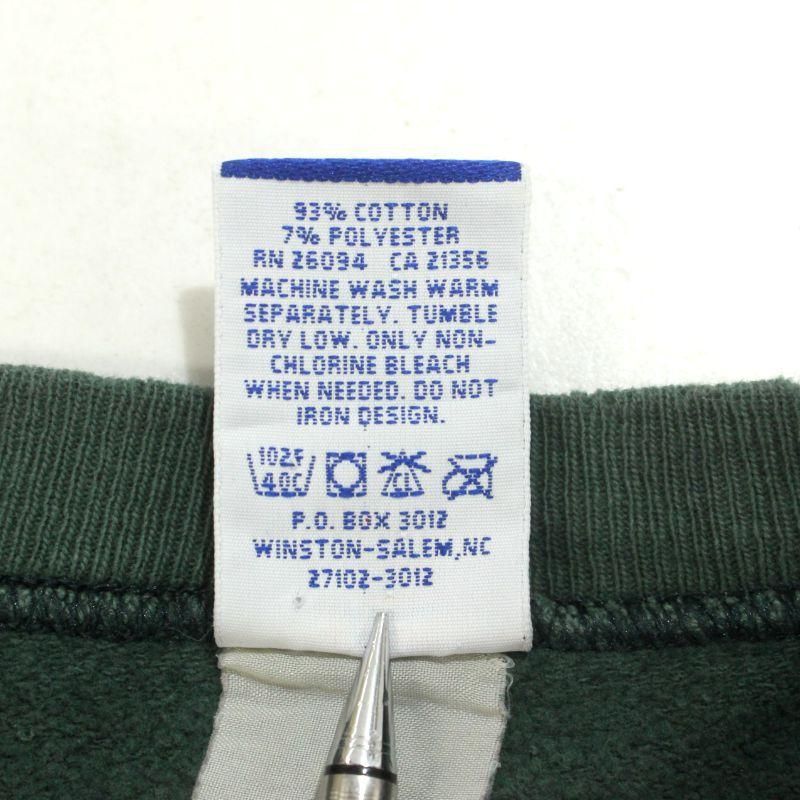 93% COTTON
7% POLYESTER
RN 26094 CA 21356
MACHINE WASH WARM
SEPARATELY. TUMBLE
DRY LOW. ONLY NON-
CHLORINE BLEACH
WHEN NEEDED. DO NOT
IRON DESIGN.
102F
40C CL
P.O. BOX 3012
WINSTON-SALEM, NC
27102-3012